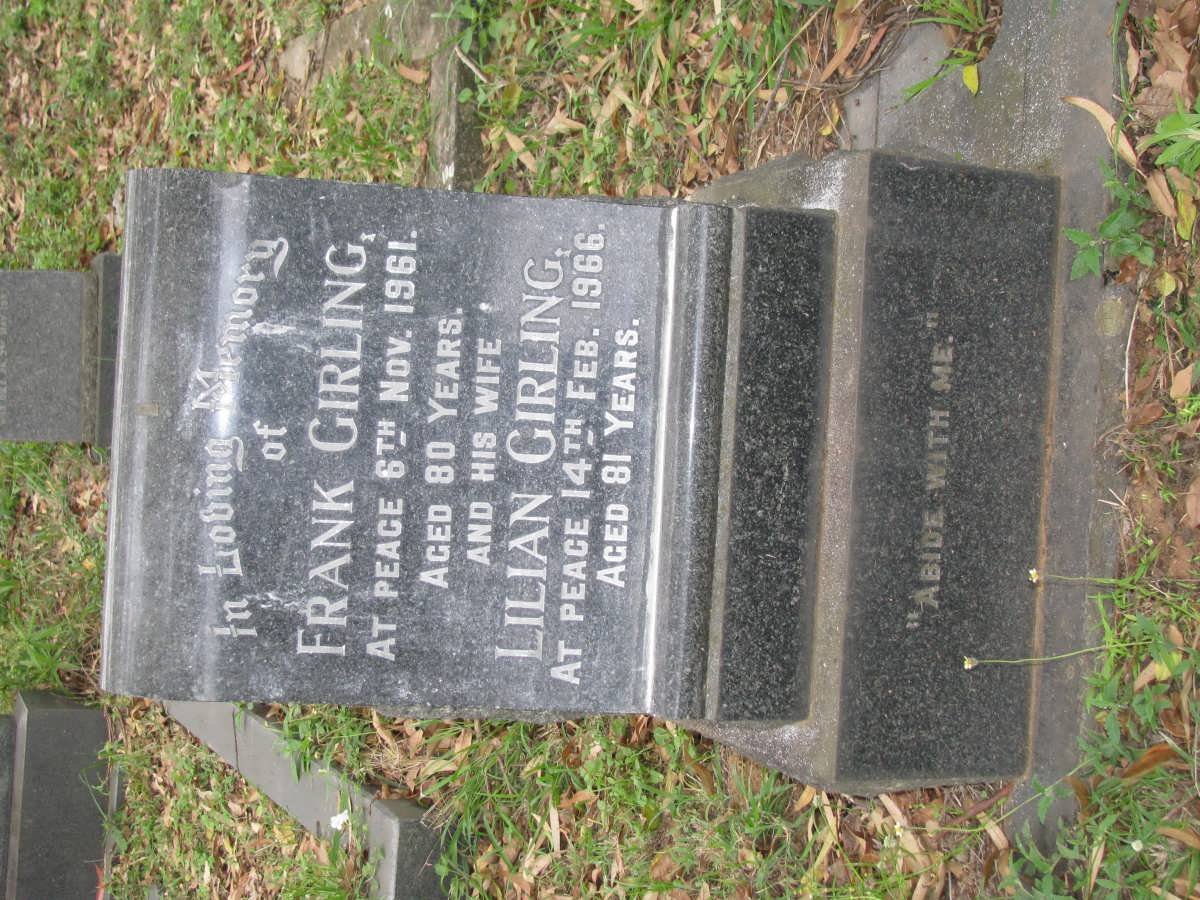 In Loving Memory
of
FRANK GIRLING,
AT PEACE 6TH NOV. 1961.
AGED 80 YEARS.
AND HIS WIFE
LILIAN GIRLING,
AT PEACE 14TH FEB. 1966.
AGED 81 YEARS.
"ABIDE WITH ME."